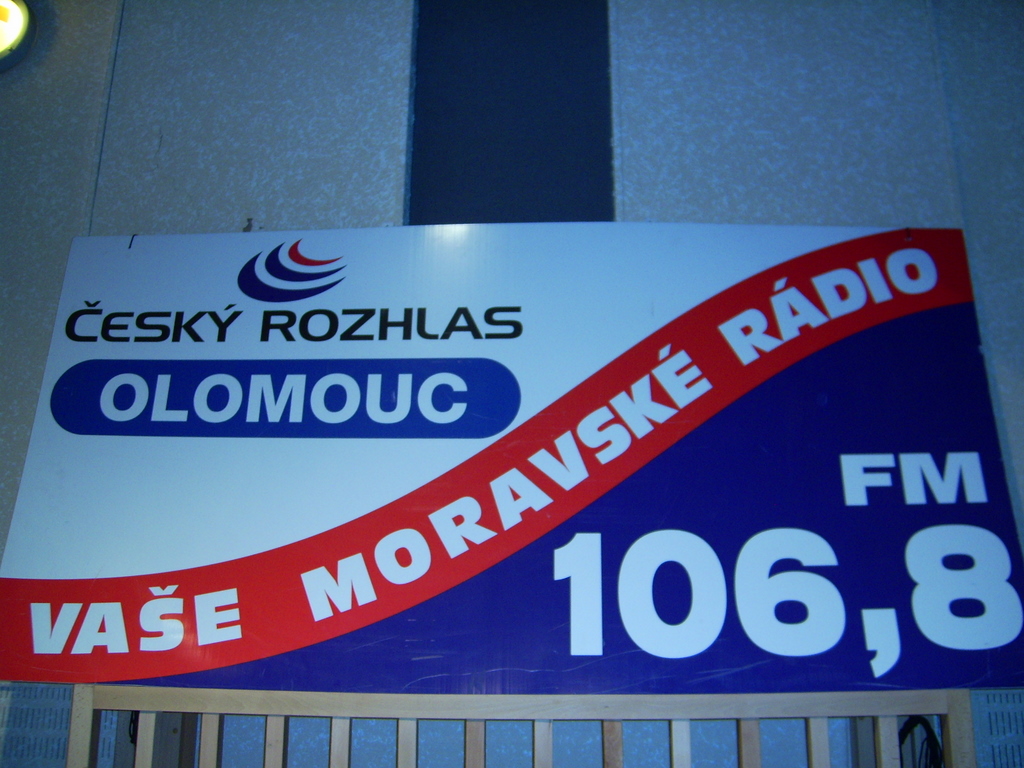 ČESKÝ ROZHLAS
OLOMOUC
VAŠE MORAVSKÉ RÁDIO
FM
106,8